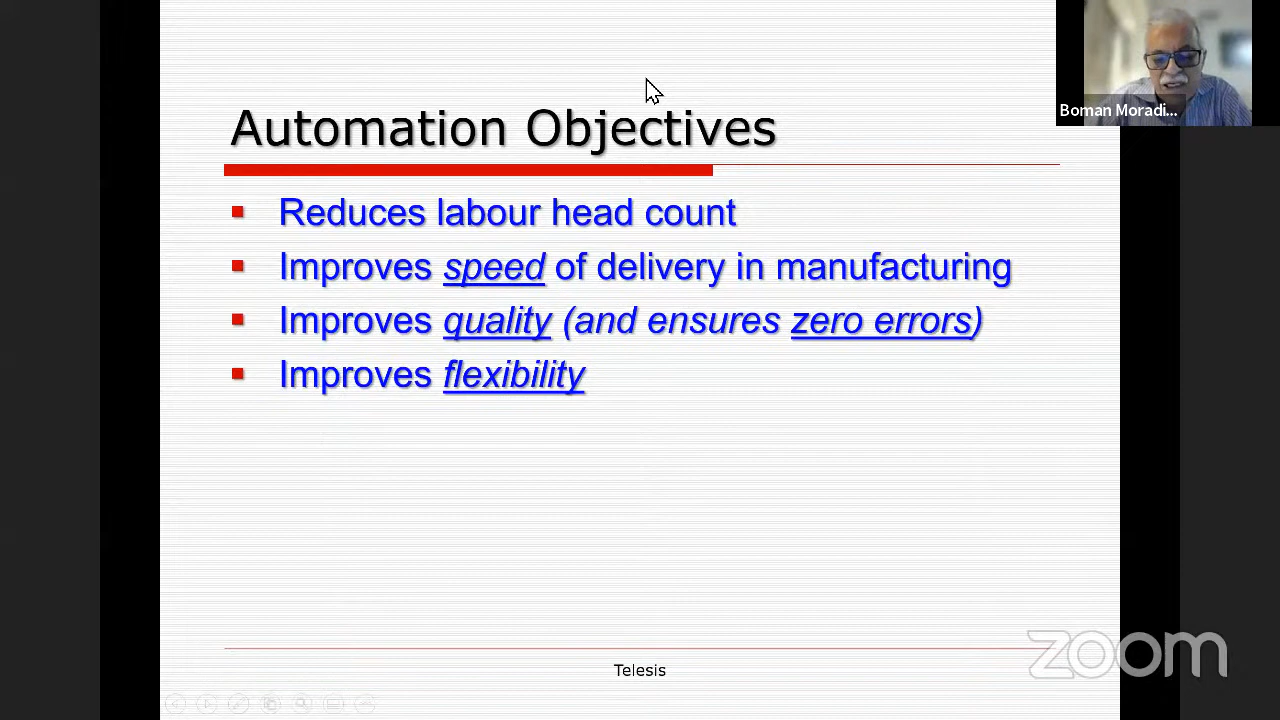 Boman Moradi...
Automation Objectives
Reduces labour head count
Improves speed of delivery in manufacturing
Improves quality (and ensures zero errors)
Improves flexibility
zoom
Telesis